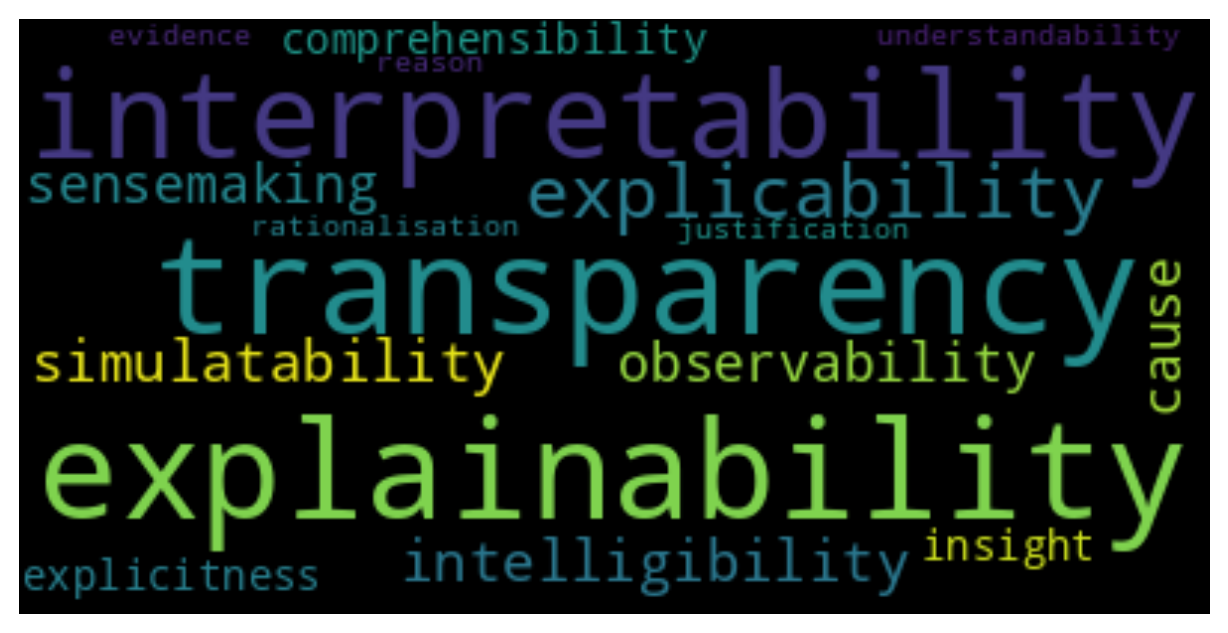 evidence comprehensibility understandability
reason
interpretability
sensemaking explicability
rationalisation justification
transparency
cause
simulatability observability
explainability
insight
explicitness intelligibility